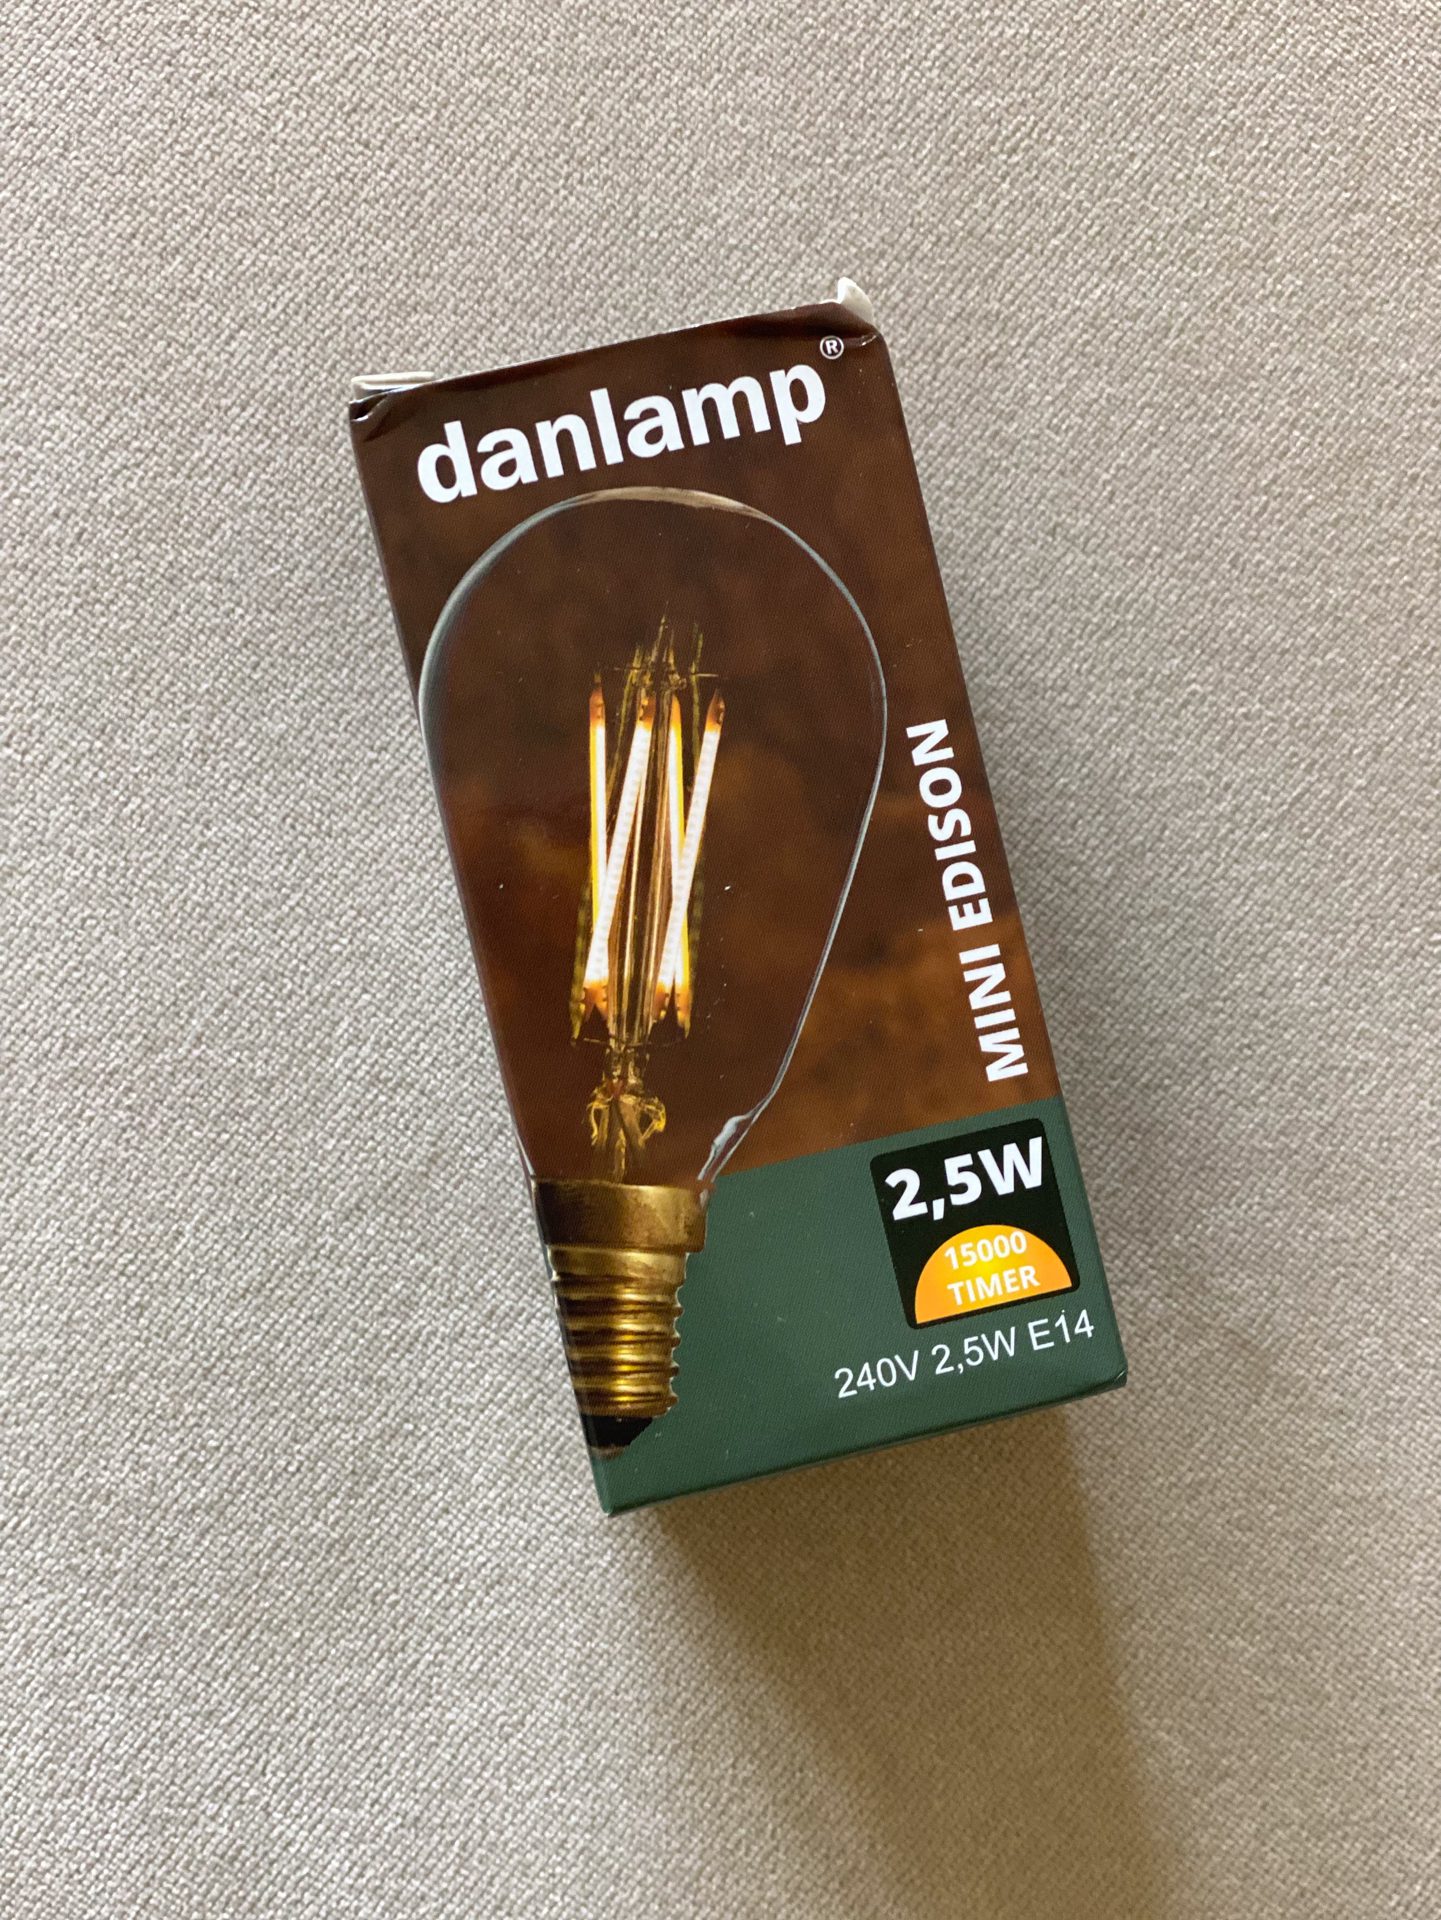 danlamp®
MINI EDISON
2,5W
15000
TIMER
240V 2,5W E14